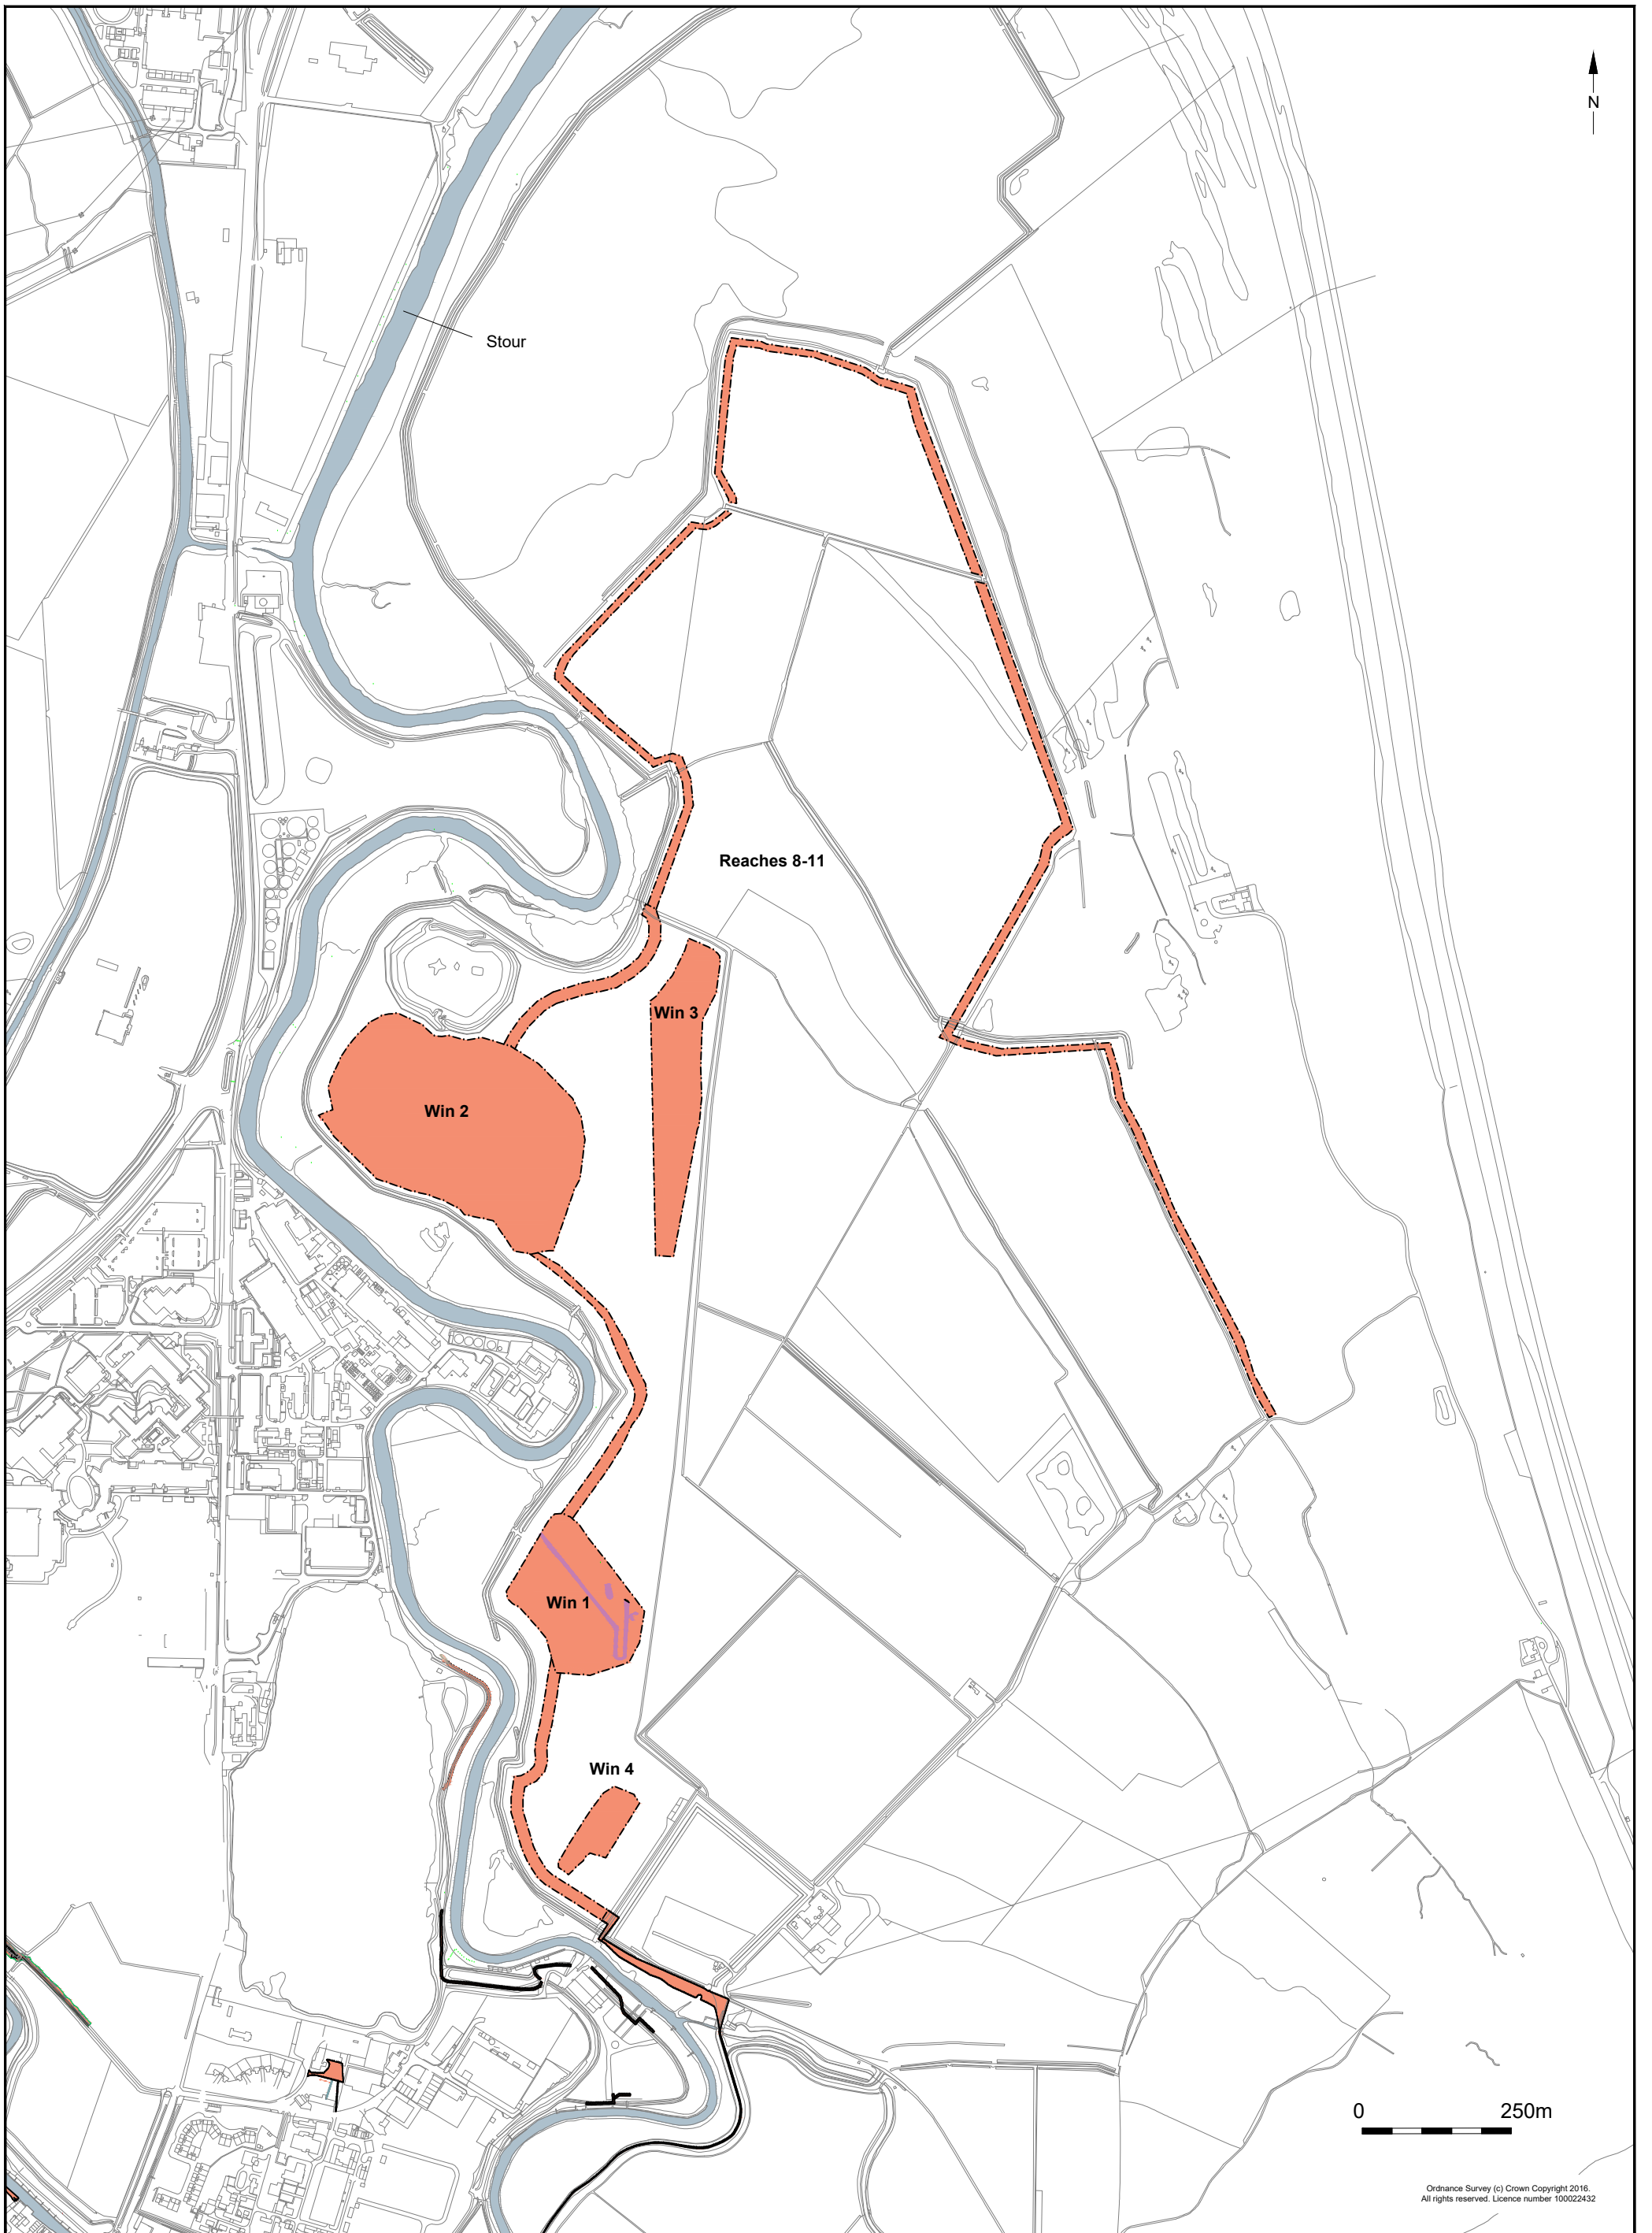 N
Stour
Reaches 8-11
Win 3
Win 2
Win 1
Win 4
0 250m
Ordnance Survey (c) Crown Copyright 2016.
All rights reserved. Licence number 100022432